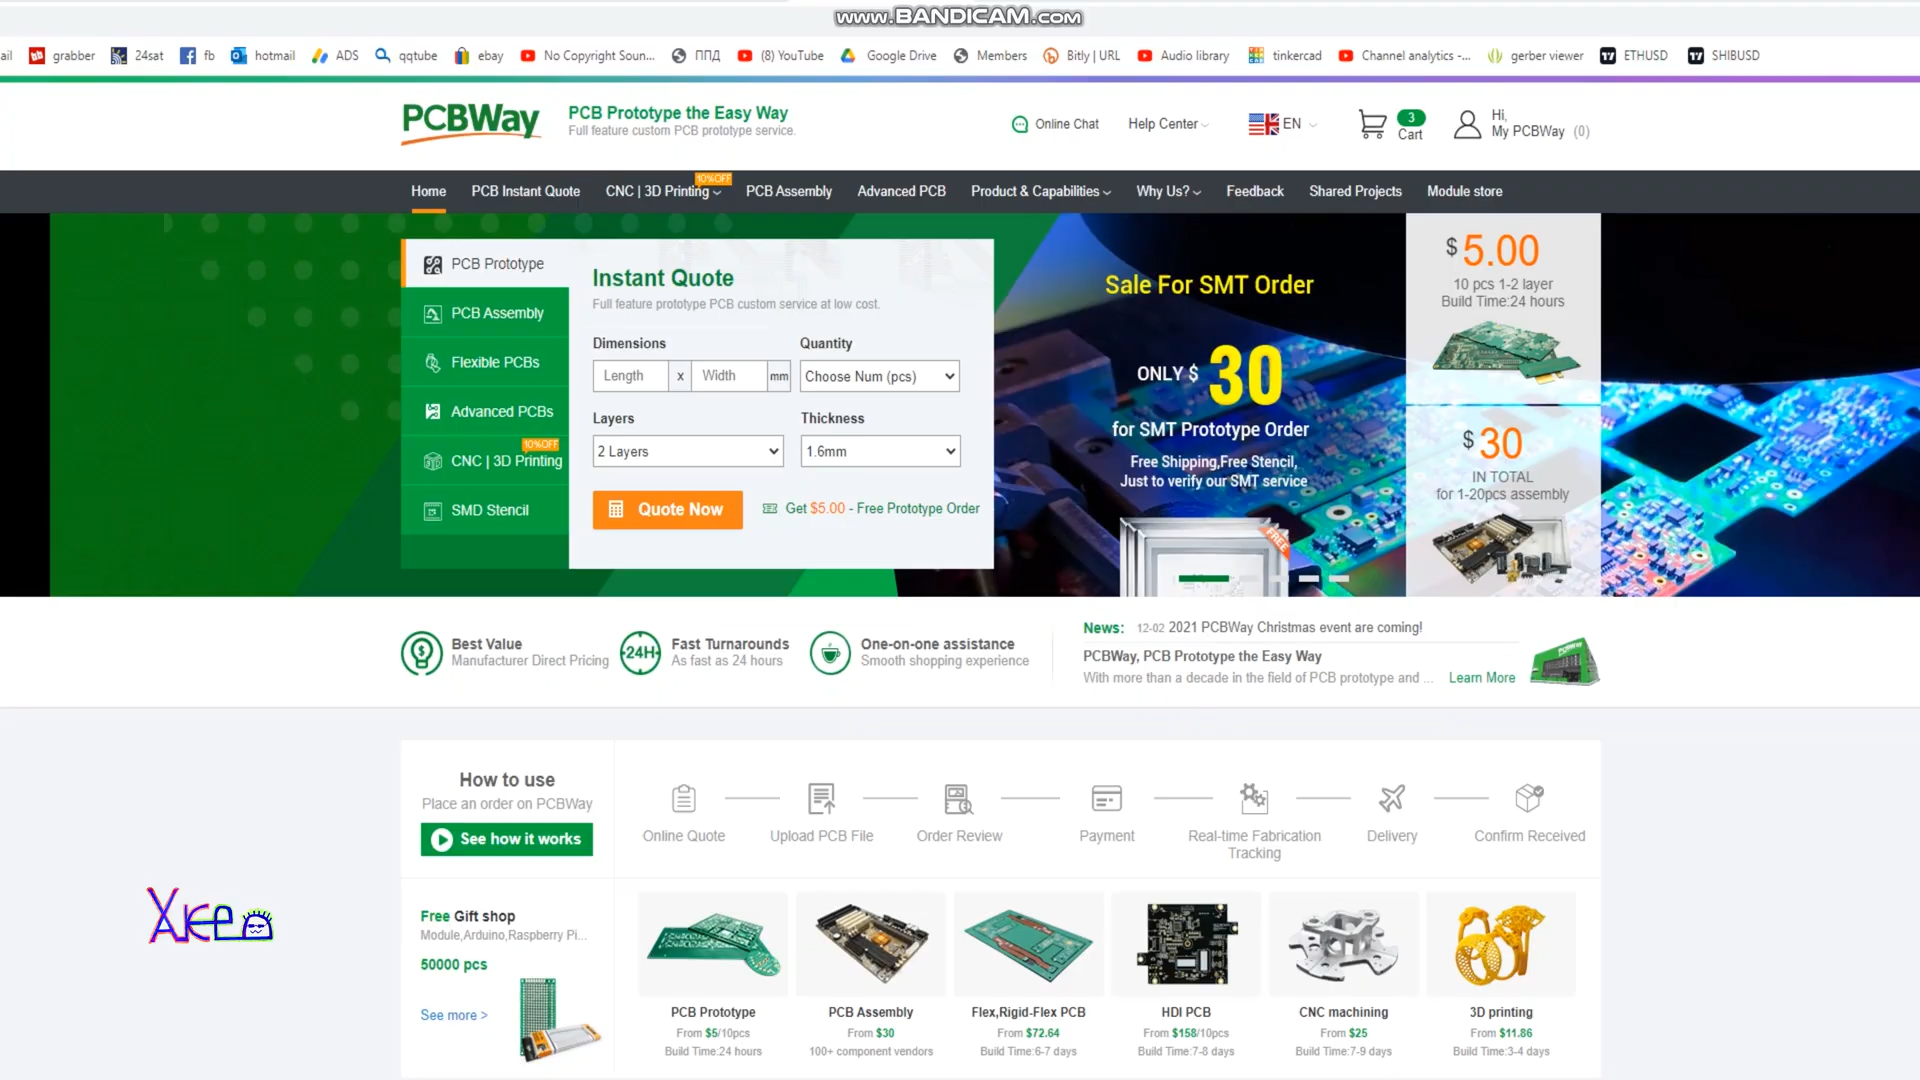 www.BANDICAM.com
ail grabber 24sat fb hotmail ADS qqtube ebay No Copyright Soun... ППД (8) YouTube Google Drive Members Bitly | URL Audio library tinkercad Channel analytics -... gerber viewer ETHUSD SHIBUSD
PCBWay
PCB Prototype the Easy Way
Full feature custom PCB prototype service.
Online Chat
Help Center
EN
3
Cart
Hi,
My PCBWay (0)
10%OFF
Home PCB Instant Quote CNC | 3D Printing PCB Assembly Advanced PCB Product & Capabilities Why Us? Feedback Shared Projects Module store
PCB Prototype
PCB Assembly
Flexible PCBs
Advanced PCBs
10%OFF
CNC | 3D Printing
SMD Stencil
Instant Quote
Full feature prototype PCB custom service at low cost.
Dimensions Quantity
Length x Width mm Choose Num (pcs)
Layers Thickness
2 Layers 1.6mm
Quote Now Get $5.00 - Free Prototype Order
Sale For SMT Order
ONLY $ 30
for SMT Prototype Order
Free Shipping,Free Stencil,
Just to verify our SMT service
FREE
$ 5.00
10 pcs 1-2 layer
Build Time:24 hours
$ 30
IN TOTAL
for 1-20pcs assembly
Best Value
Manufacturer Direct Pricing
24H
Fast Turnarounds
As fast as 24 hours
One-on-one assistance
Smooth shopping experience
News: 12-02 2021 PCBWay Christmas event are coming!
PCBWay, PCB Prototype the Easy Way
With more than a decade in the field of PCB prototype and ... Learn More
PCBWay
How to use
Place an order on PCBWay
See how it works
Online Quote
Upload PCB File
Order Review
Payment
Real-time Fabrication
Tracking
Delivery
Confirm Received
Free Gift shop
Module,Arduino,Raspberry Pi...
50000 pcs
See more >
PCB Prototype
From $5/10pcs
Build Time:24 hours
PCB Assembly
From $30
100+ component vendors
Flex,Rigid-Flex PCB
From $72.64
Build Time:6-7 days
HDI PCB
From $158/10pcs
Build Time:7-8 days
CNC machining
From $25
Build Time:7-9 days
3D printing
From $11.86
Build Time:3-4 days